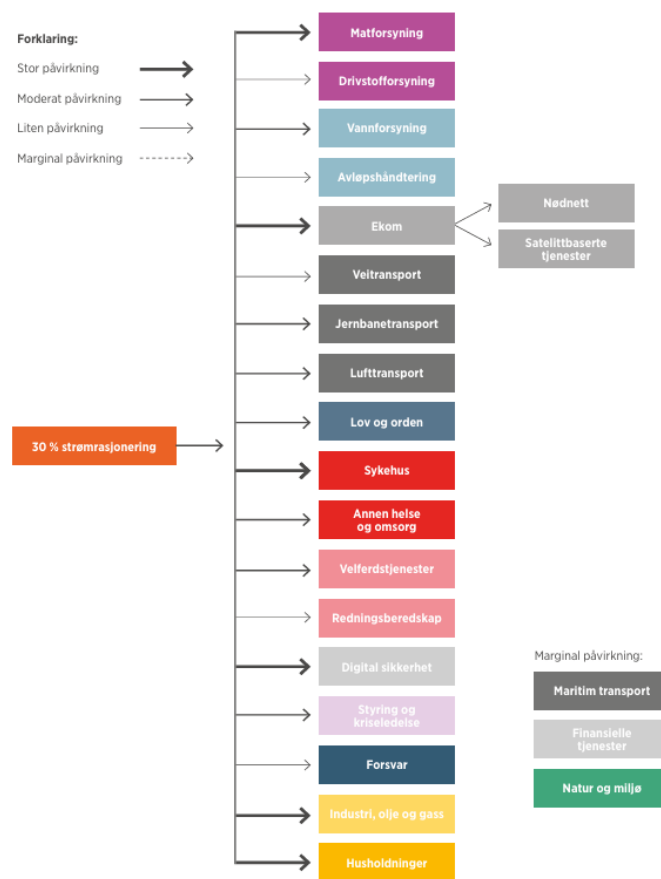 Forklaring:
Stor påvirkning
Moderat påvirkning
Liten påvirkning
Marginal påvirkning
30 % strømrasjonering
Matforsyning
Drivstofforsyning
Vannforsyning
Avløpshåndtering
Ekom
Nødnett
Satelittbaserte
tjenester
Veitransport
Jernbanetransport
Lufttransport
Lov og orden
Sykehus
Annen helse
og omsorg
Velferdstjenester
Redningsberedskap
Digital sikkerhet
Styring og
kriseledelse
Forsvar
Industri, olje og gass
Husholdninger
Marginal påvirkning:
Maritim transport
Finansielle
tjenester
Natur og miljø